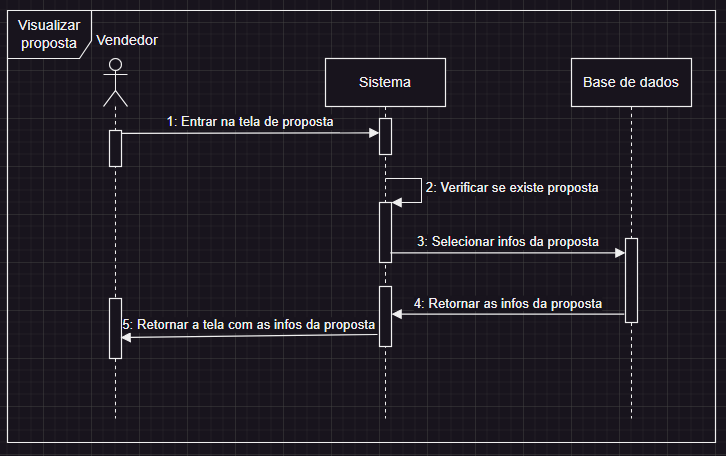 Visualizar
proposta
Vendedor
Sistema
Base de dados
1: Entrar na tela de proposta
2: Verificar se existe proposta
3: Selecionar infos da proposta
4: Retornar as infos da proposta
5: Retornar a tela com as infos da proposta